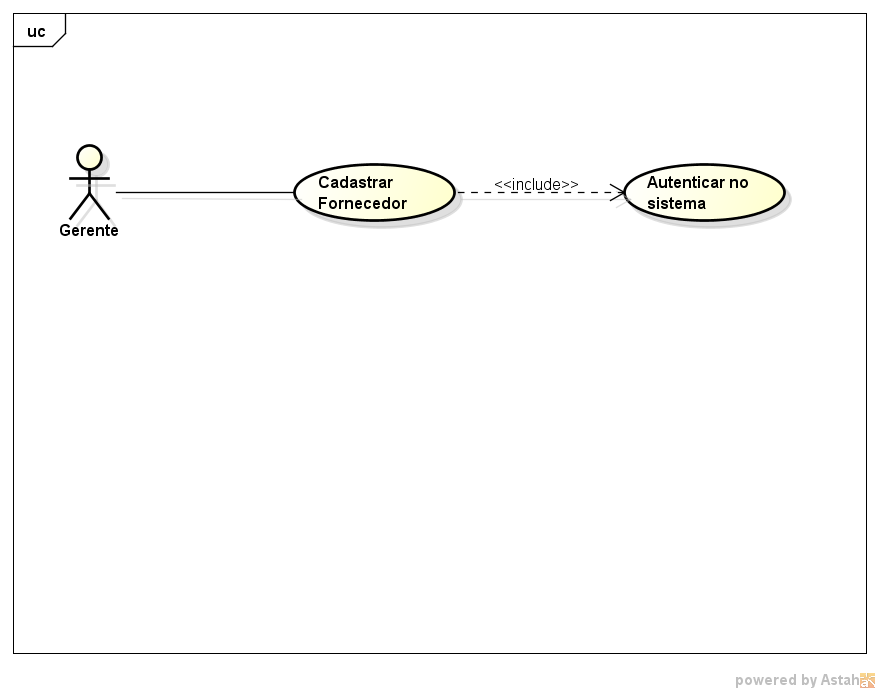 uc
Cadastrar
Fornecedor
<<include>>
Autenticar no
sistema
Gerente
powered by Astah